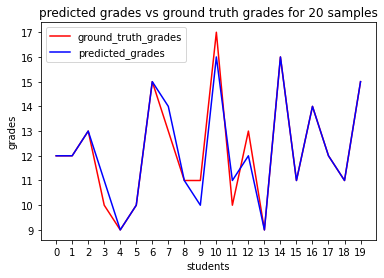 predicted grades vs ground truth grades for 20 samples
ground_truth_grades
predicted_grades
17
16
15
14
13
12
11
10
9
grades
0 1 2 3 4 5 6 7 8 9 10 11 12 13 14 15 16 17 18 19
students